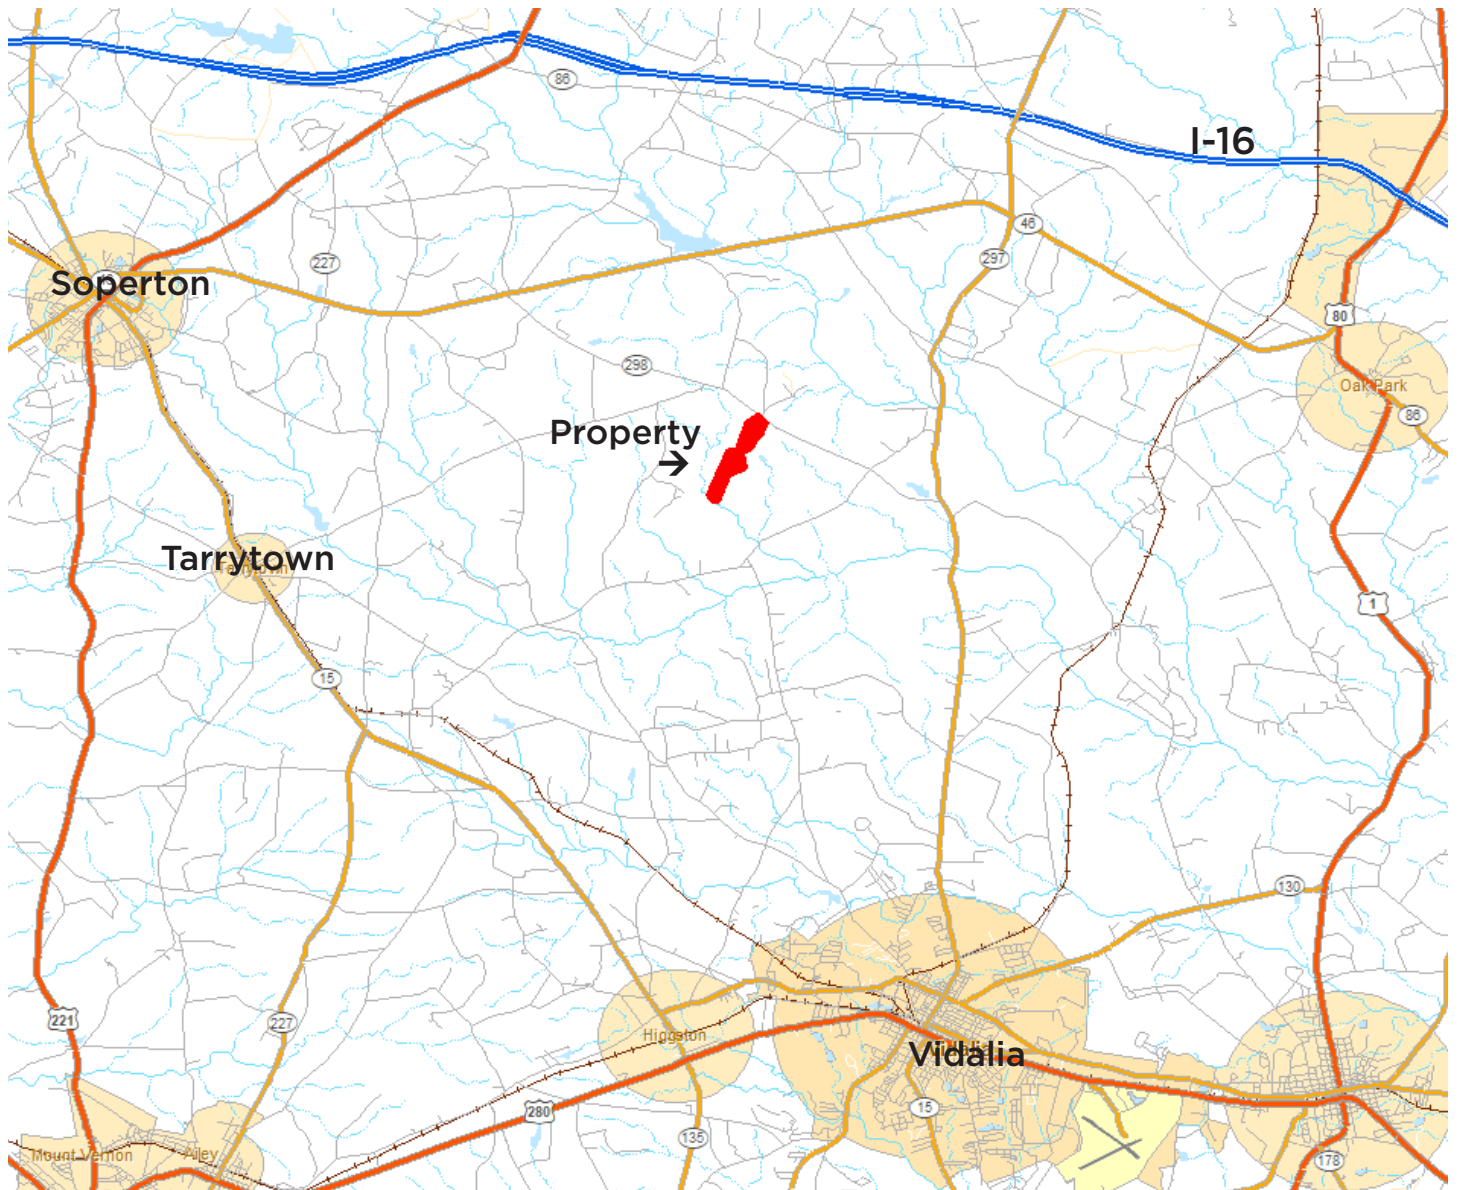 86
I-16
46
227
297
Soperton
80
298
Oak Park
86
Property
→
Tarrytown
1
15
130
221
227
Higgston
Vidalia
280
15
135
Mount Vernon
Ailey
178